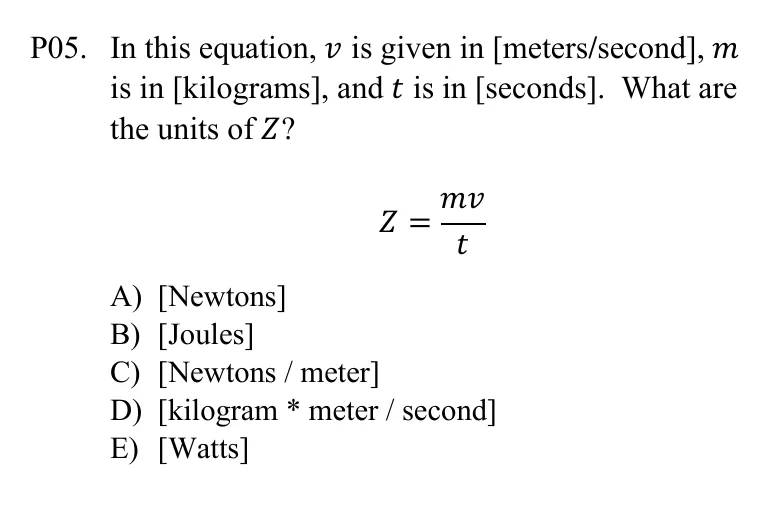 P05. In this equation, v is given in [meters/second], m
is in [kilograms], and t is in [seconds]. What are
the units of Z?
Z = mv/t
A) [Newtons]
B) [Joules]
C) [Newtons / meter]
D) [kilogram * meter / second]
E) [Watts]